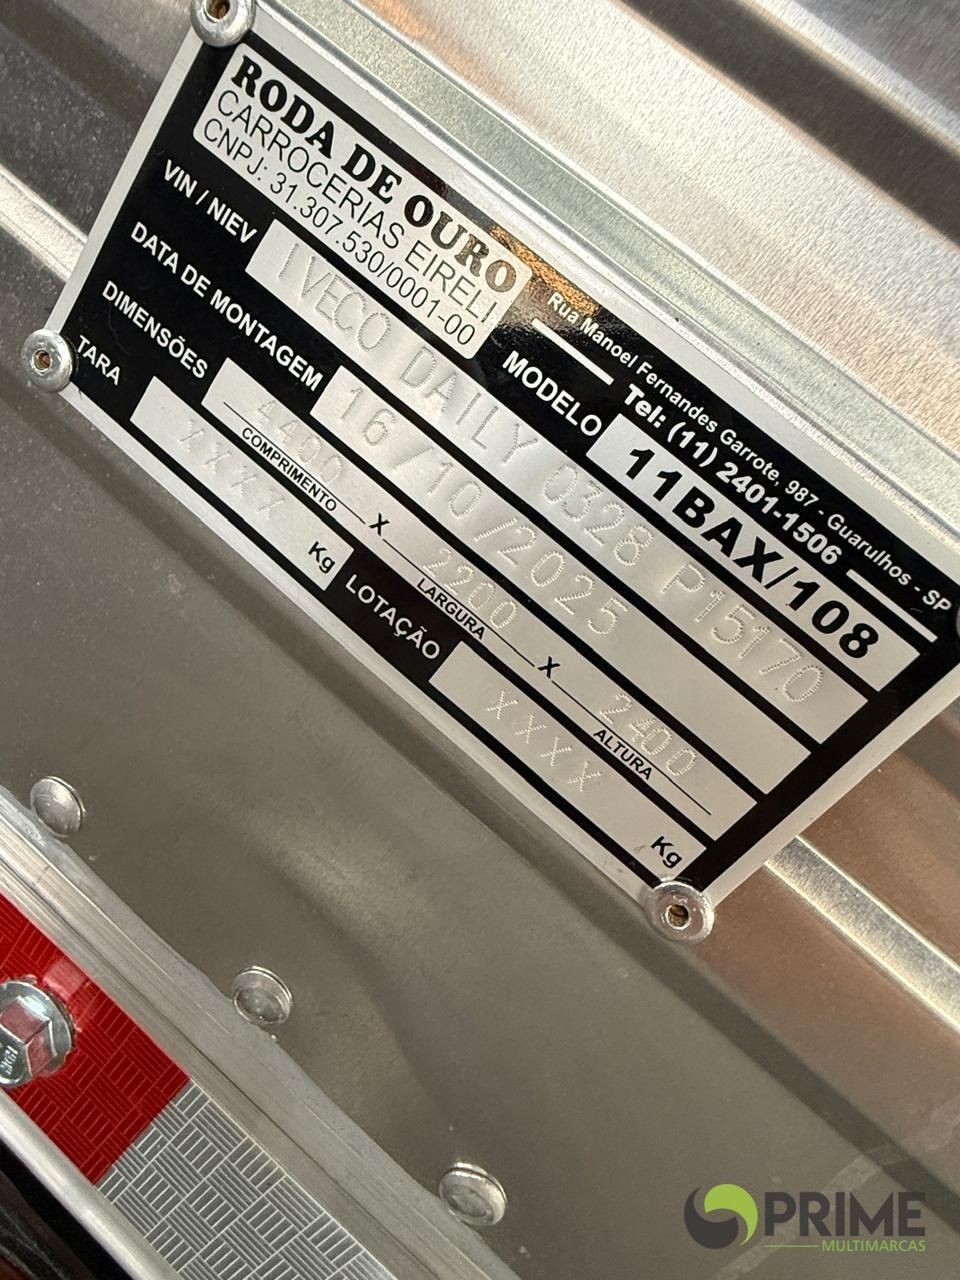 RODA DE OURO
CARROCERIAS EIRELI
CNPJ: 31.307.530/0001-00
Rua Manoel Fernandes Garrote, 987 - Guarulhos - SP
Tel: (11) 2401-1506
MODELO 11BAX/108
VIN / NIEV IVECO DAILY 0328 P15170
DATA DE MONTAGEM 16/10/2025
DIMENSÕES 4400 X 2200 X 2400
COMPRIMENTO LARGURA ALTURA
TARA XXXX Kg LOTAÇÃO XXXX Kg
PRIME
MULTIMARCAS